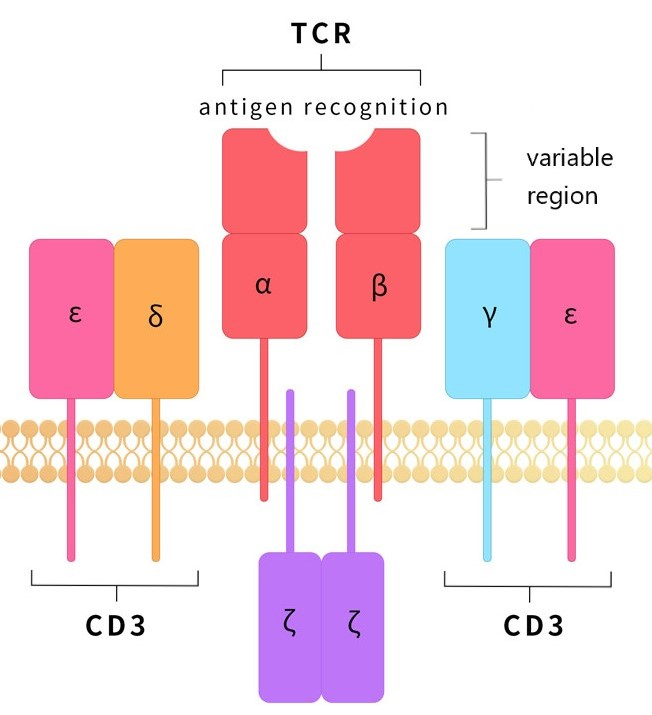 TCR
antigen recognition
variable
region
ε
δ
α
β
γ
ε
CD3
CD3
ζ
ζ